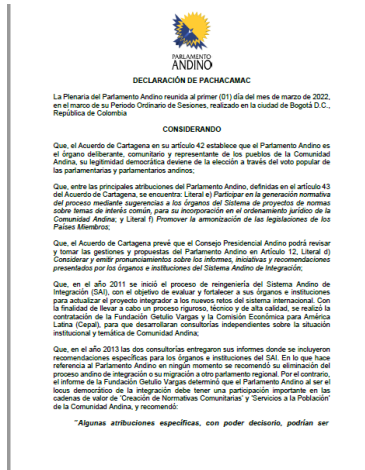 PARLAMENTO
ANDINO
DECLARACIÓN DE PACHACAMAC
La Plenaria del Parlamento Andino reunida al primer (01) día del mes de marzo de 2022,
en el marco de su Periodo Ordinario de Sesiones, realizado en la ciudad de Bogotá D.C.,
República de Colombia
CONSIDERANDO
Que, el Acuerdo de Cartagena en su artículo 42 establece que el Parlamento Andino es
el órgano deliberante, comunitario y representante de los pueblos de la Comunidad
Andina, su legitimidad democrática deviene de la elección a través del voto popular de
las parlamentarias y parlamentarios andinos;
Que, entre las principales atribuciones del Parlamento Andino, definidas en el artículo 43
del Acuerdo de Cartagena, se encuentra: Literal e) Participar en la generación normativa
del proceso mediante sugerencias a los órganos del Sistema de proyectos de normas
sobre temas de interés común, para su incorporación en el ordenamiento jurídico de la
Comunidad Andina; y Literal f) Promover la armonización de las legislaciones de los
Países Miembros;
Que, el Acuerdo de Cartagena prevé que el Consejo Presidencial Andino podrá revisar
y tomar las gestiones y propuestas del Parlamento Andino en Artículo 12, Literal d)
Considerar y emitir pronunciamientos sobre los informes, iniciativas y recomendaciones
presentados por los órganos e instituciones del Sistema Andino de Integración;
Que, en el año 2011 se inició el proceso de reingeniería del Sistema Andino de
Integración (SAI), con el objetivo de evaluar y fortalecer a sus órganos e instituciones
para actualizar el proyecto integrador a los nuevos retos del sistema internacional. Con
la finalidad de llevar a cabo un proceso riguroso, técnico y de alta calidad, se realizó la
contratación de la Fundación Getulio Vargas y la Comisión Económica para América
Latina (Cepal), para que desarrollaran consultorías independientes sobre la situación
institucional y temática de Comunidad Andina;
Que, en el año 2013 las dos consultorías entregaron sus informes donde se incluyeron
recomendaciones específicas para los órganos e instituciones del SAI. En lo que hace
referencia al Parlamento Andino en ningún momento se recomendó su eliminación del
proceso andino de integración o su migración a otro parlamento regional. Por el contrario,
el informe de la Fundación Getulio Vargas determinó que el Parlamento Andino al ser el
locus democrático de la integración debe tener una participación importante en las
cadenas de valor de 'Creación de Normativas Comunitarias' y 'Servicios a la Población'
de la Comunidad Andina, y recomendó:
"Algunas atribuciones específicas, con poder decisorio, podrían ser